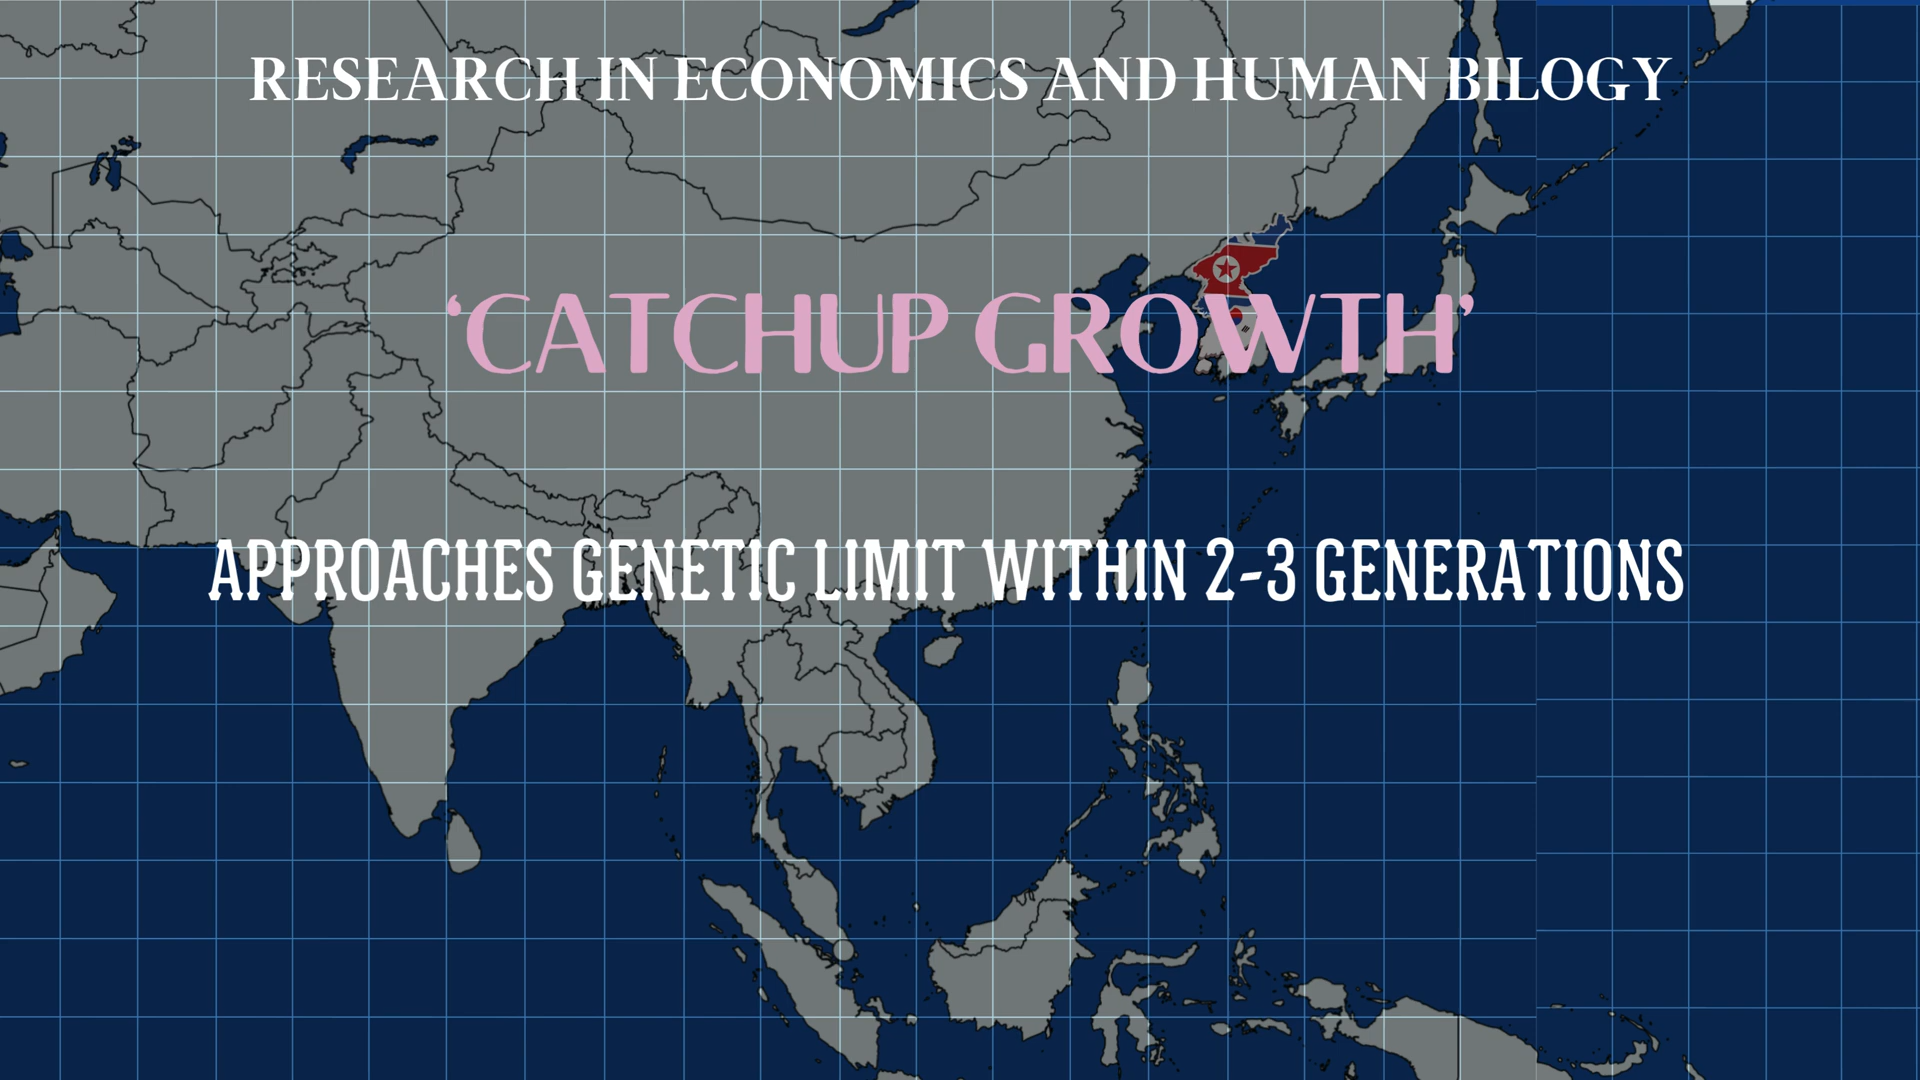 RESEARCH IN ECONOMICS AND HUMAN BILOGY
‘CATCHUP GROWTH’
APPROACHES GENETIC LIMIT WITHIN 2-3 GENERATIONS